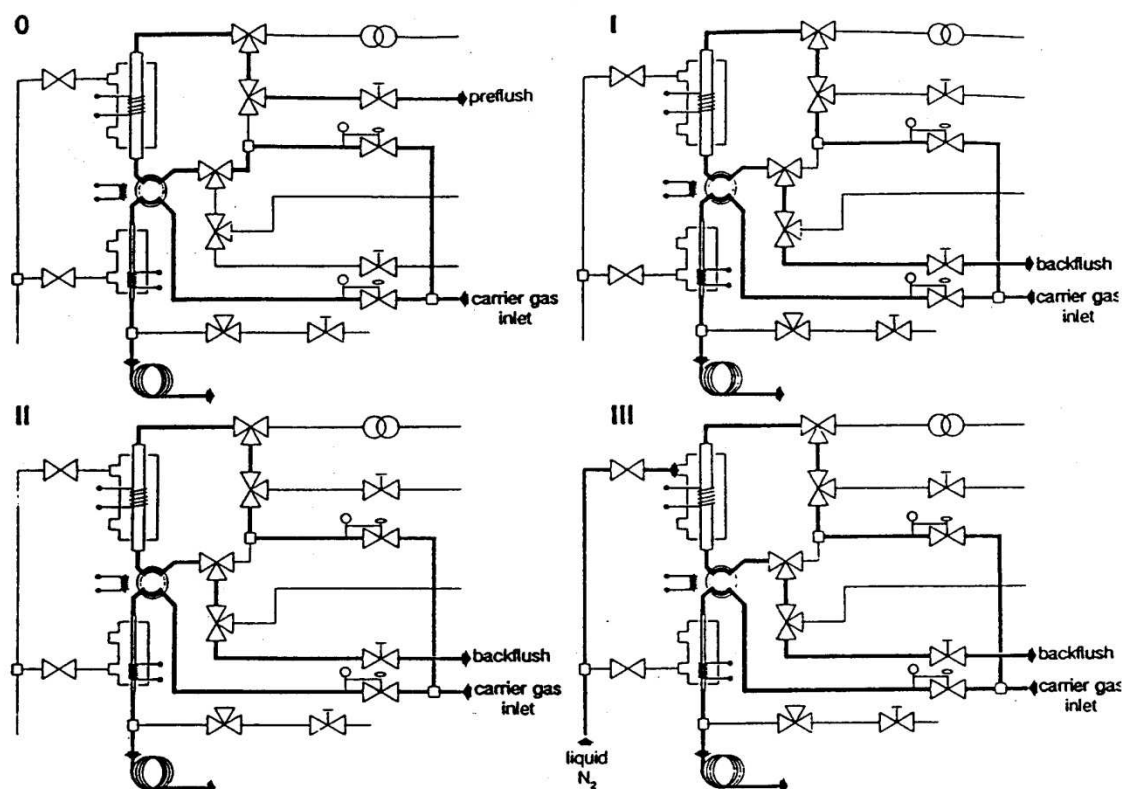 O
preflush
carrier gas
inlet
I
backflush
carrier gas
inlet
II
backflush
carrier gas
inlet
III
backflush
carrier gas
inlet
liquid
N₂